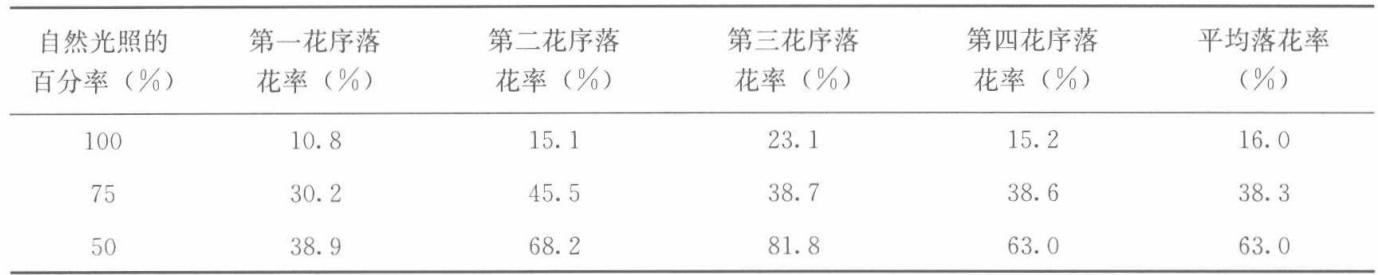 自然光照的 第一花序落 第二花序落 第三花序落 第四花序落 平均落花率
百分率（%） 花率（%） 花率（%） 花率（%） 花率（%） （%）
100 10.8 15.1 23.1 15.2 16.0
75 30.2 45.5 38.7 38.6 38.3
50 38.9 68.2 81.8 63.0 63.0